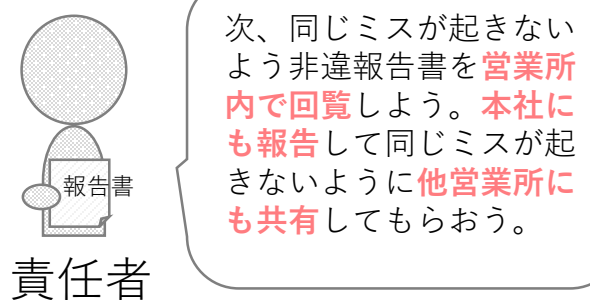 次、同じミスが起きない
よう非違報告書を営業所
内で回覧しよう。本社に
も報告して同じミスが起
きないように他営業所に
も共有してもらおう。
報告書
責任者